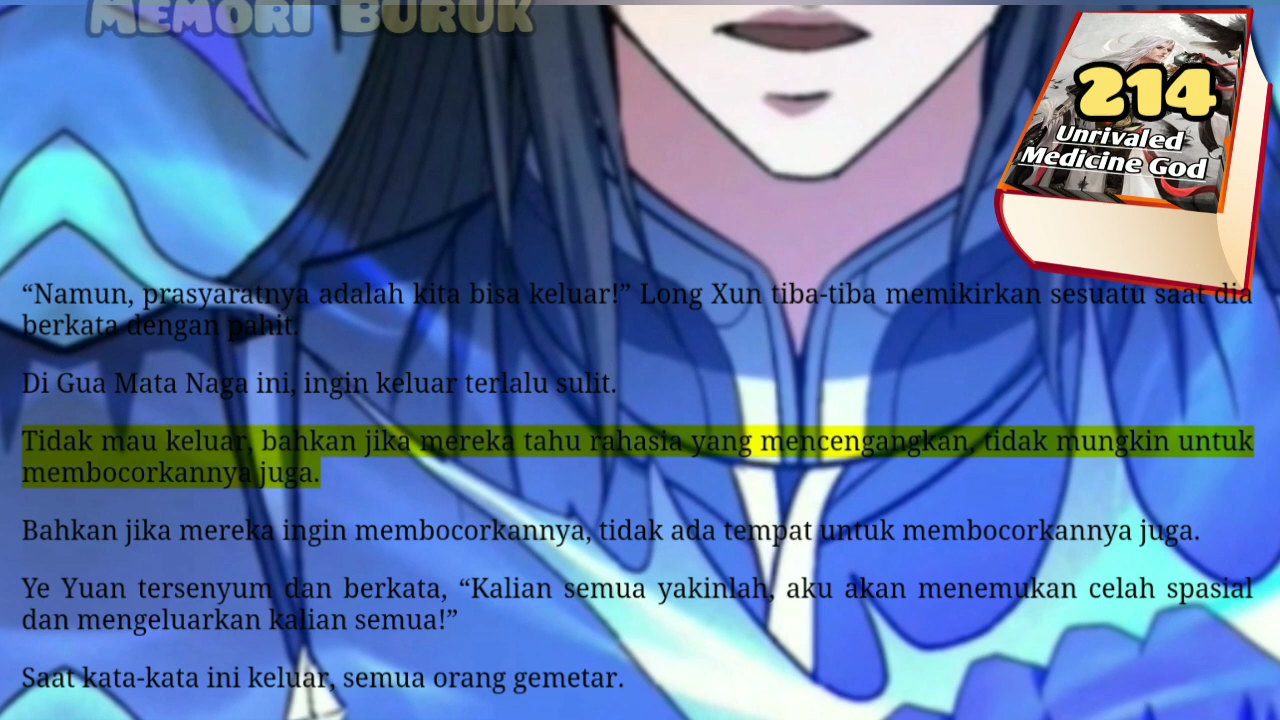 MEMORI BURUK
214
Unrivaled
Medicine God
“Namun, prasyaratnya adalah kita bisa keluar!” Long Xun tiba-tiba memikirkan sesuatu saat dia
berkata dengan pahit.
Di Gua Mata Naga ini, ingin keluar terlalu sulit.
Tidak mau keluar, bahkan jika mereka tahu rahasia yang mencengangkan, tidak mungkin untuk
membocorkannya juga.
Bahkan jika mereka ingin membocorkannya, tidak ada tempat untuk membocorkannya juga.
Ye Yuan tersenyum dan berkata, “Kalian semua yakinlah, aku akan menemukan celah spasial
dan mengeluarkan kalian semua!”
Saat kata-kata ini keluar, semua orang gemetar.